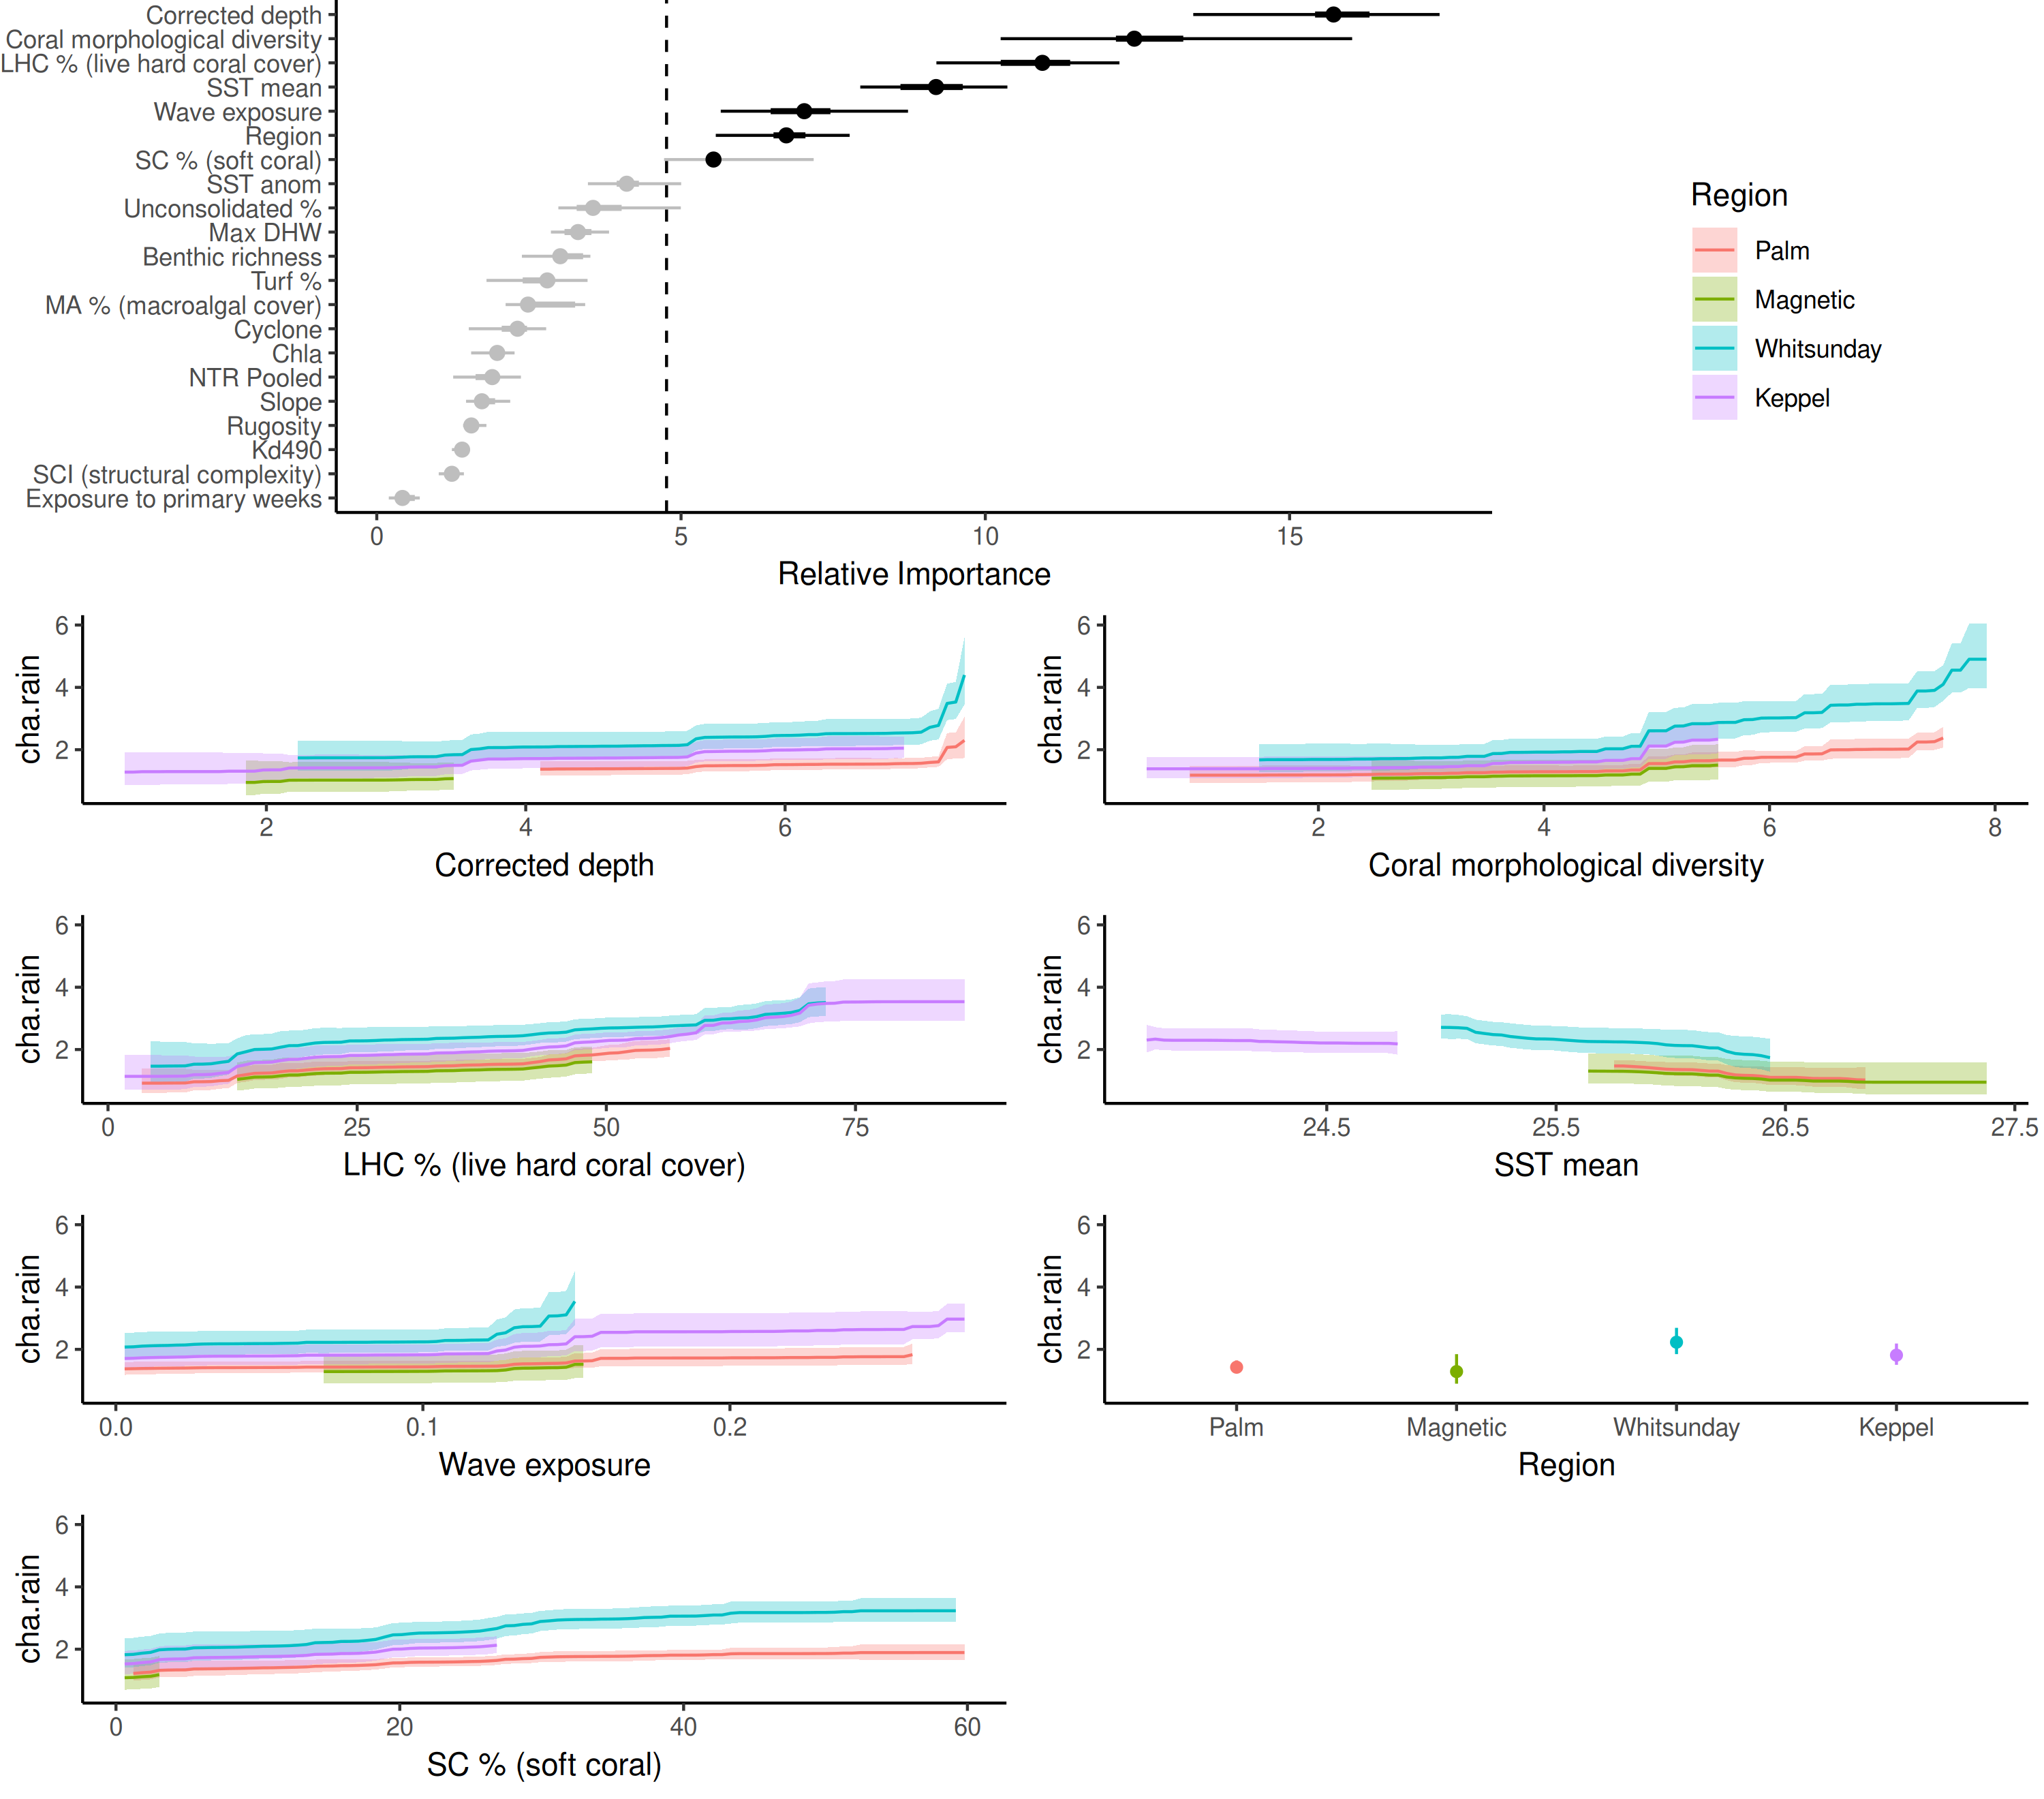 Corrected depth
Coral morphological diversity
LHC % (live hard coral cover)
SST mean
Wave exposure
Region
SC % (soft coral)
SST anom
Unconsolidated %
Max DHW
Benthic richness
Turf %
MA % (macroalgal cover)
Cyclone
Chla
NTR Pooled
Slope
Rugosity
Kd490
SCI (structural complexity)
Exposure to primary weeks
0 5 10 15
Relative Importance
Region
Palm
Magnetic
Whitsunday
Keppel
cha.rain
6
4
2
2 4 6
Corrected depth
cha.rain
6
4
2
2 4 6 8
Coral morphological diversity
cha.rain
6
4
2
0 25 50 75
LHC % (live hard coral cover)
cha.rain
6
4
2
24.5 25.5 26.5 27.5
SST mean
cha.rain
6
4
2
0.0 0.1 0.2
Wave exposure
cha.rain
6
4
2
Palm Magnetic Whitsunday Keppel
Region
cha.rain
6
4
2
0 20 40 60
SC % (soft coral)